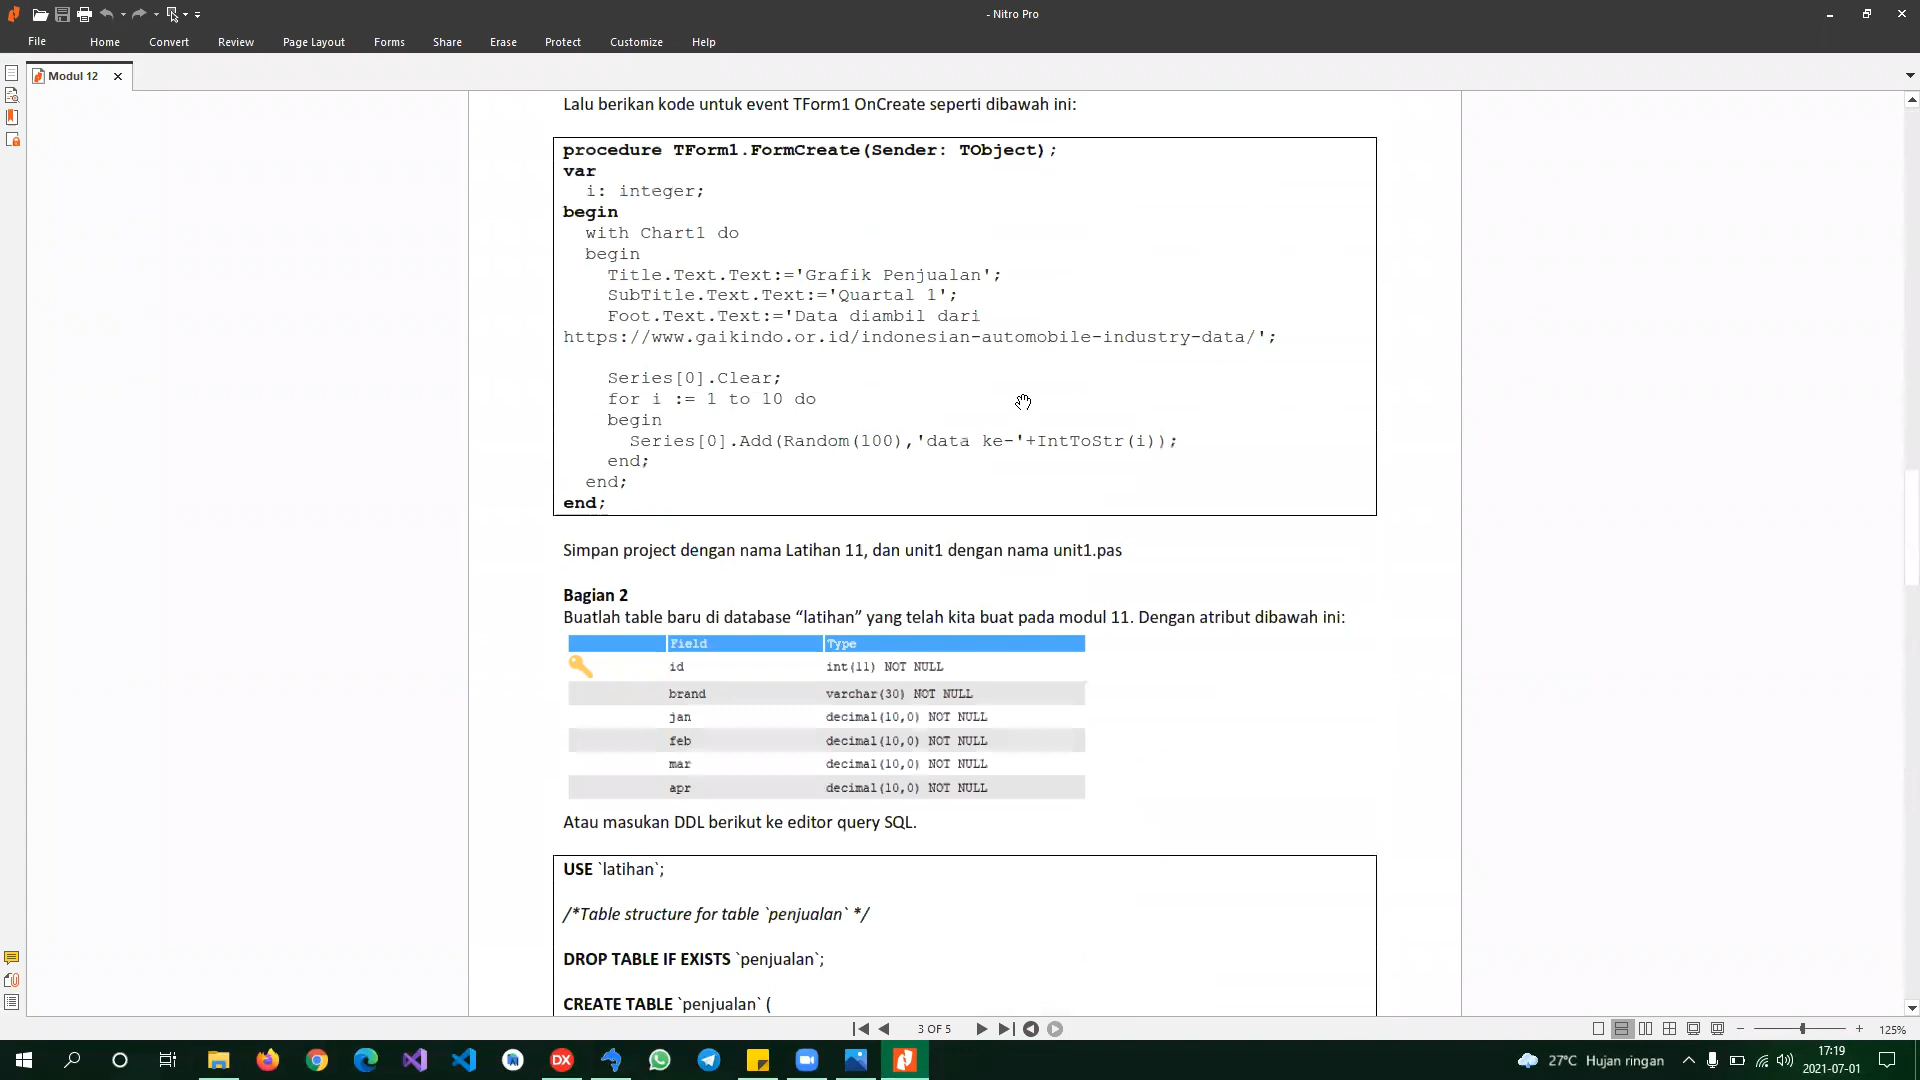 - Nitro Pro
File
Home
Convert
Review
Page Layout
Forms
Share
Erase
Protect
Customize
Help
Modul 12
Lalu berikan kode untuk event TForm1 OnCreate seperti dibawah ini:
procedure TForm1.FormCreate(Sender: TObject);
var
i: integer;
begin
with Chart1 do
begin
Title.Text.Text:='Grafik Penjualan';
SubTitle.Text.Text:='Quartal 1';
Foot.Text.Text:='Data diambil dari
https://www.gaikindo.or.id/indonesian-automobile-industry-data/';
Series[0].Clear;
for i := 1 to 10 do
begin
Series[0].Add(Random(100),'data ke-'+IntToStr(i));
end;
end;
end;
Simpan project dengan nama Latihan 11, dan unit1 dengan nama unit1.pas
Bagian 2
Buatlah table baru di database “latihan” yang telah kita buat pada modul 11. Dengan atribut dibawah ini:
Field Type
id int(11) NOT NULL
brand varchar(30) NOT NULL
jan decimal(10,0) NOT NULL
feb decimal(10,0) NOT NULL
mar decimal(10,0) NOT NULL
apr decimal(10,0) NOT NULL
Atau masukan DDL berikut ke editor query SQL.
USE `latihan`;
/*Table structure for table `penjualan` */
DROP TABLE IF EXISTS `penjualan`;
CREATE TABLE `penjualan` (
3 OF 5
125%
DX
27°C Hujan ringan
17:19
2021-07-01